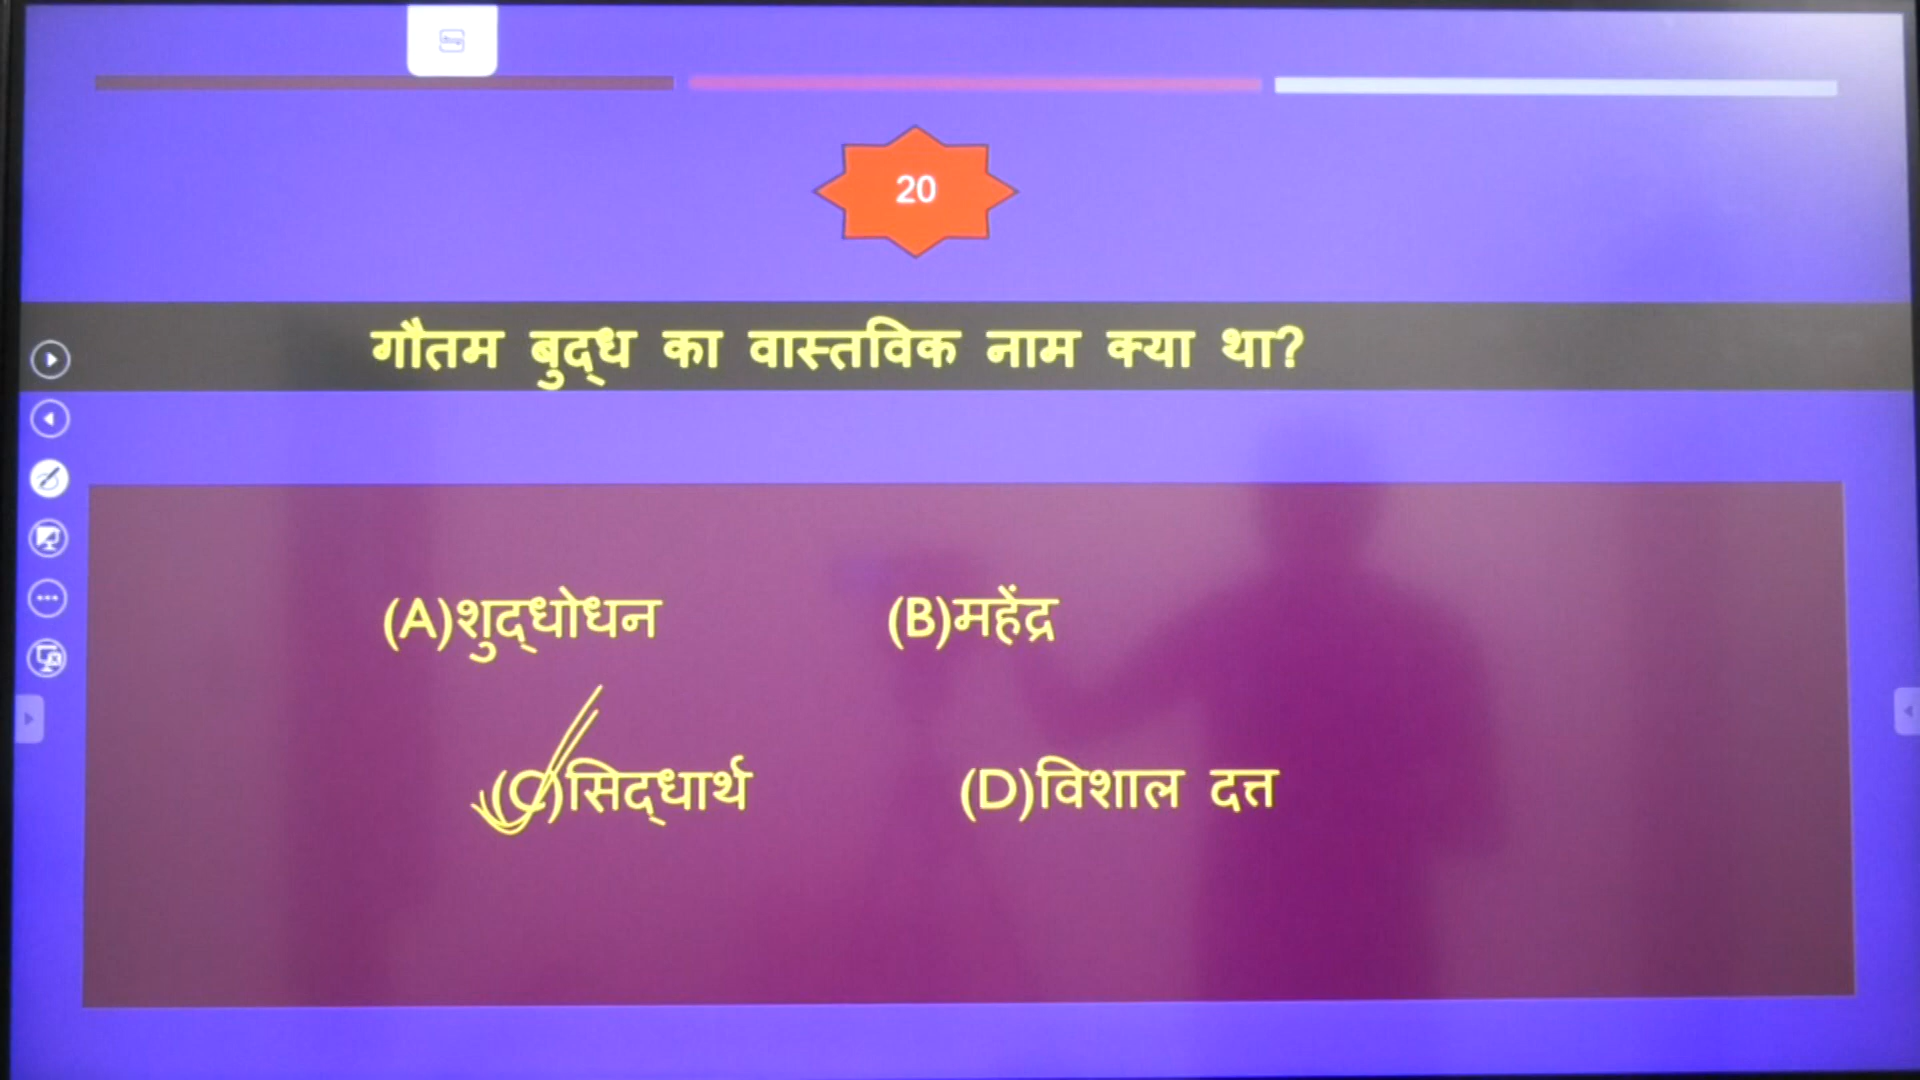 20
गौतम बुद्ध का वास्तविक नाम क्या था?
(A)शुद्धोधन (B)महेंद्र
(C)सिद्धार्थ (D)विशाल दत्त